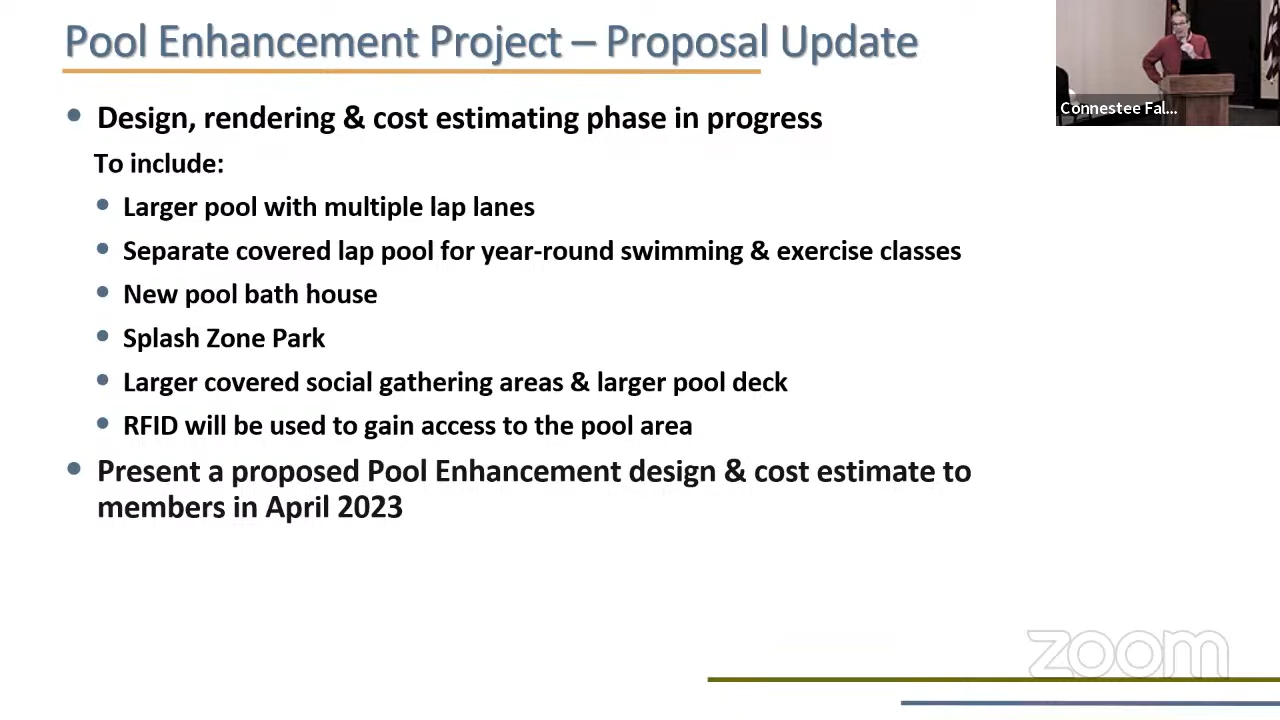 Pool Enhancement Project – Proposal Update
Connestee Fal...
• Design, rendering & cost estimating phase in progress
To include:
• Larger pool with multiple lap lanes
• Separate covered lap pool for year-round swimming & exercise classes
• New pool bath house
• Splash Zone Park
• Larger covered social gathering areas & larger pool deck
• RFID will be used to gain access to the pool area
• Present a proposed Pool Enhancement design & cost estimate to
members in April 2023
zoom